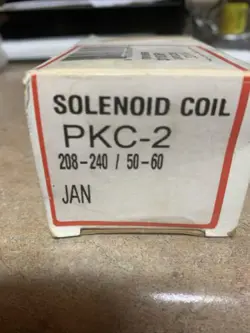 SOLENOID COIL
PKC-2
208-240 / 50-60
JAN